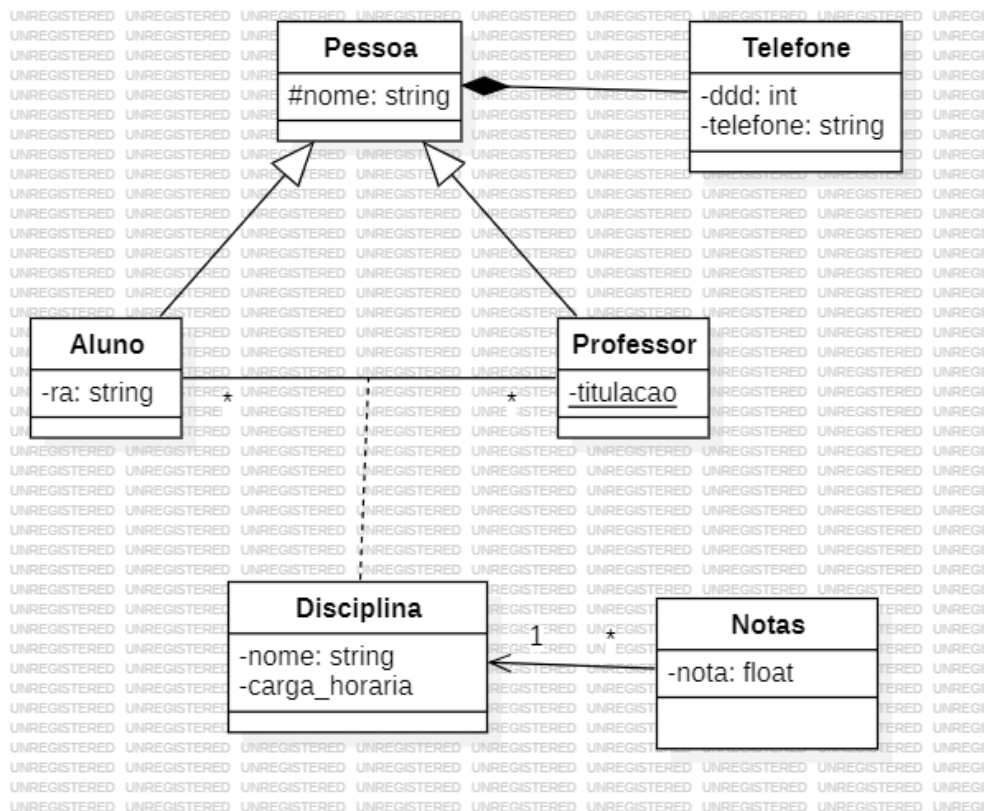 Pessoa
#nome: string
Telefone
-ddd: int
-telefone: string
Aluno
-ra: string
*
*
Professor
-titulacao
Disciplina
-nome: string
-carga_horaria
1
*
Notas
-nota: float
UNREGISTERED